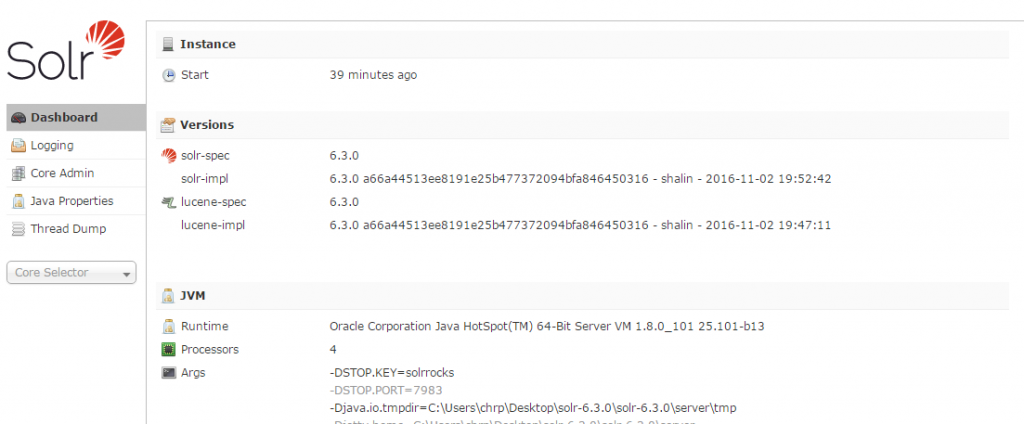 Solr
Dashboard
Logging
Core Admin
Java Properties
Thread Dump
Core Selector
Instance
Start 39 minutes ago
Versions
solr-spec 6.3.0
solr-impl 6.3.0 a66a44513ee8191e25b477372094bfa846450316 - shalin - 2016-11-02 19:52:42
lucene-spec 6.3.0
lucene-impl 6.3.0 a66a44513ee8191e25b477372094bfa846450316 - shalin - 2016-11-02 19:47:11
JVM
Runtime Oracle Corporation Java HotSpot(TM) 64-Bit Server VM 1.8.0_101 25.101-b13
Processors 4
Args -DSTOP.KEY=solrrocks
-DSTOP.PORT=7983
-Djava.io.tmpdir=C:\Users\chrp\Desktop\solr-6.3.0\solr-6.3.0\server\tmp